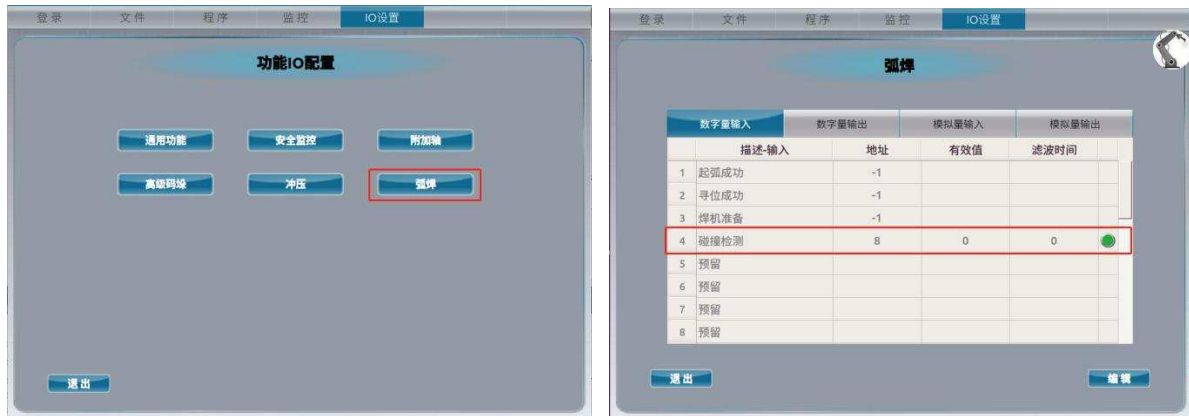 登录 文件 程序 监控 IO设置
功能IO配置
通用功能 安全监控 附加轴
高级码垛 冲压 弧焊
退出
登录 文件 程序 监控 IO设置
弧焊
数字量输入 数字量输出 模拟量输入 模拟量输出
描述-输入 地址 有效值 滤波时间
1 起弧成功 -1
2 寻位成功 -1
3 焊机准备 -1
4 碰撞检测 8 0 0
5 预留
6 预留
7 预留
8 预留
退出 编辑